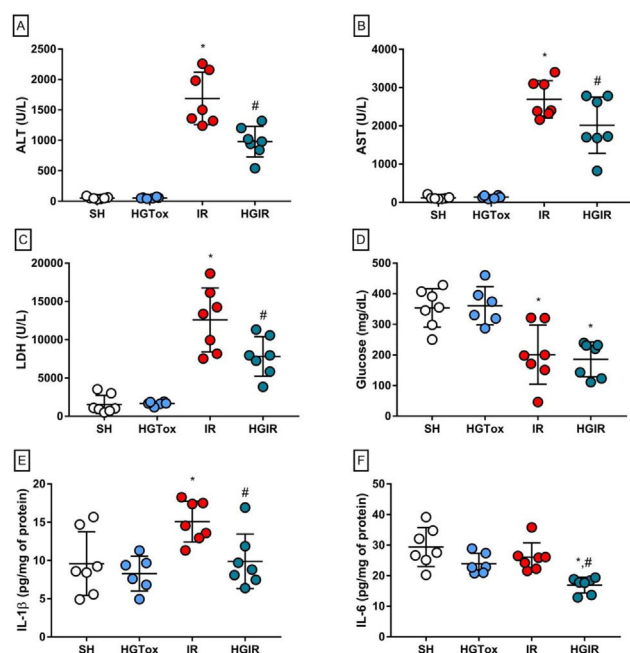 A
ALT (U/L)
2500
2000
1500
1000
500
0
*
#
SH HGTox IR HGIR
B
AST (U/L)
4000
3000
2000
1000
0
*
#
SH HGTox IR HGIR
C
LDH (U/L)
20000
15000
10000
5000
0
*
#
SH HGTox IR HGIR
D
Glucose (mg/dL)
500
400
300
200
100
0
*
*
SH HGTox IR HGIR
E
IL-1β (pg/mg of protein)
20
15
10
5
0
*
#
SH HGTox IR HGIR
F
IL-6 (pg/mg of protein)
50
40
30
20
10
0
*,#
SH HGTox IR HGIR